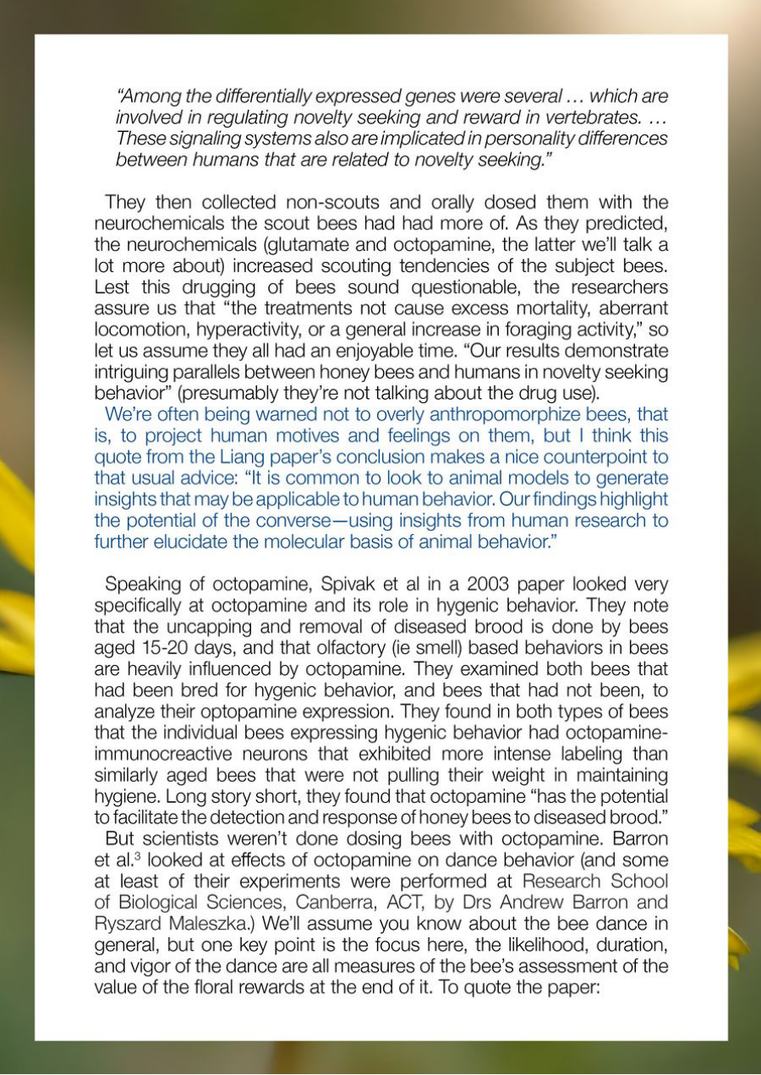 “Among the differentially expressed genes were several … which are
involved in regulating novelty seeking and reward in vertebrates. …
These signaling systems also are implicated in personality differences
between humans that are related to novelty seeking.”
They then collected non-scouts and orally dosed them with the
neurochemicals the scout bees had had more of. As they predicted,
the neurochemicals (glutamate and octopamine, the latter we’ll talk a
lot more about) increased scouting tendencies of the subject bees.
Lest this drugging of bees sound questionable, the researchers
assure us that “the treatments not cause excess mortality, aberrant
locomotion, hyperactivity, or a general increase in foraging activity,” so
let us assume they all had an enjoyable time. “Our results demonstrate
intriguing parallels between honey bees and humans in novelty seeking
behavior” (presumably they’re not talking about the drug use).
We’re often being warned not to overly anthropomorphize bees, that
is, to project human motives and feelings on them, but I think this
quote from the Liang paper’s conclusion makes a nice counterpoint to
that usual advice: “It is common to look to animal models to generate
insights that may be applicable to human behavior. Our findings highlight
the potential of the converse—using insights from human research to
further elucidate the molecular basis of animal behavior.”
Speaking of octopamine, Spivak et al in a 2003 paper looked very
specifically at octopamine and its role in hygenic behavior. They note
that the uncapping and removal of diseased brood is done by bees
aged 15-20 days, and that olfactory (ie smell) based behaviors in bees
are heavily influenced by octopamine. They examined both bees that
had been bred for hygenic behavior, and bees that had not been, to
analyze their optopamine expression. They found in both types of bees
that the individual bees expressing hygenic behavior had octopamine-
immunocreactive neurons that exhibited more intense labeling than
similarly aged bees that were not pulling their weight in maintaining
hygiene. Long story short, they found that octopamine “has the potential
to facilitate the detection and response of honey bees to diseased brood.”
But scientists weren’t done dosing bees with octopamine. Barron
et al.³ looked at effects of octopamine on dance behavior (and some
at least of their experiments were performed at Research School
of Biological Sciences, Canberra, ACT, by Drs Andrew Barron and
Ryszard Maleszka.) We’ll assume you know about the bee dance in
general, but one key point is the focus here, the likelihood, duration,
and vigor of the dance are all measures of the bee’s assessment of the
value of the floral rewards at the end of it. To quote the paper: